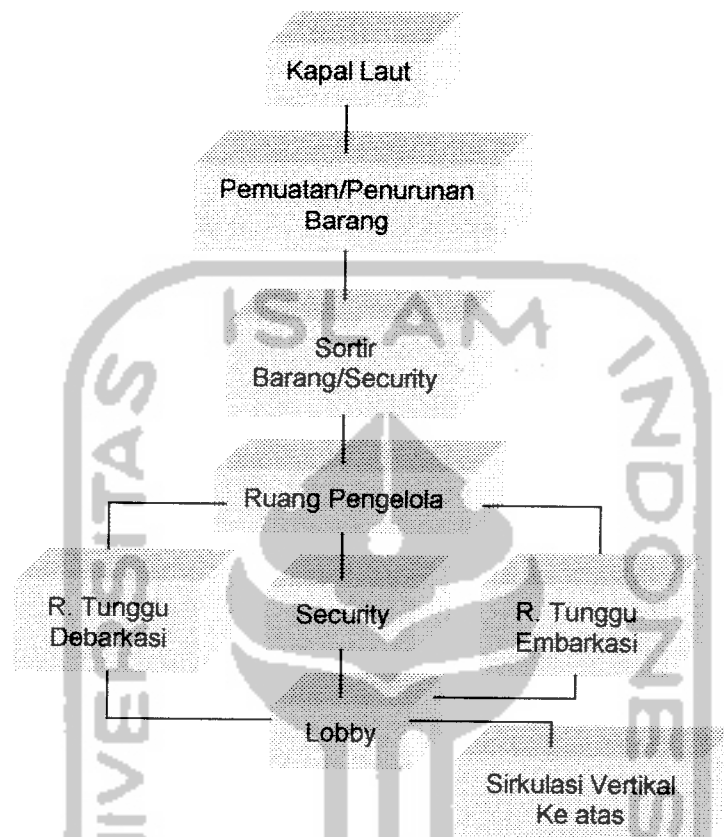 Kapal Laut
Pemuatan/Penurunan
Barang
ISLAM
Sortir
Barang/Security
Ruang Pengelola
R. Tunggu
Debarkasi
Security
R. Tunggu
Embarkasi
Lobby
Sirkulasi Vertikal
Ke atas